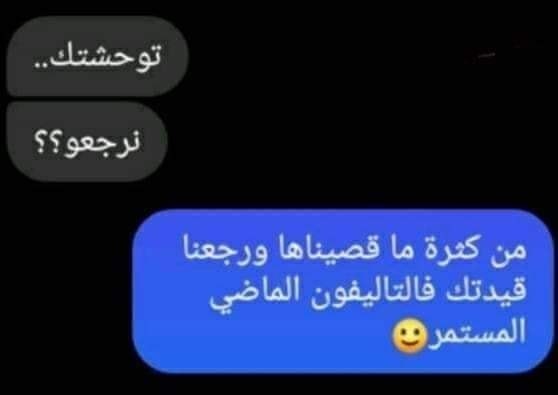 توحشتك..
نرجعو؟؟
من كثرة ما قصيناها ورجعنا
قيدتك فالتاليفون الماضي
المستمر🙂